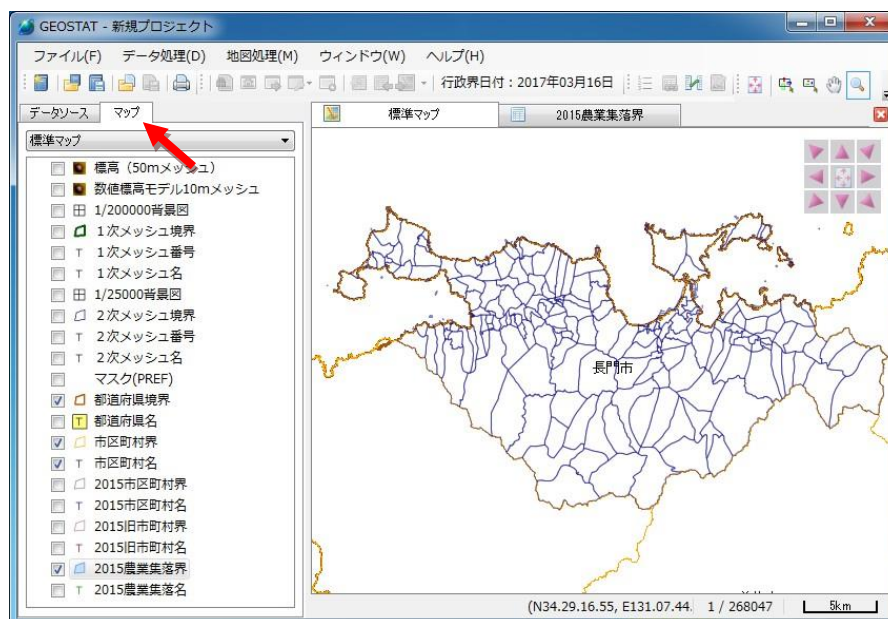 GEOSTAT - 新規プロジェクト
ファイル(F) データ処理(D) 地図処理(M) ウィンドウ(W) ヘルプ(H)
行政界日付：2017年03月16日
データソース マップ
標準マップ 2015農業集落界
標準マップ
標高（50mメッシュ）
数値標高モデル10mメッシュ
1/200000背景図
1次メッシュ境界
1次メッシュ番号
1次メッシュ名
1/25000背景図
2次メッシュ境界
2次メッシュ番号
2次メッシュ名
マスク(PREF)
都道府県境界
都道府県名
市区町村界
市区町村名
2015市区町村界
2015市区町村名
2015旧市町村界
2015旧市町村名
2015農業集落界
2015農業集落名
長門市
(N34.29.16.55, E131.07.44. 1 / 268047 5km